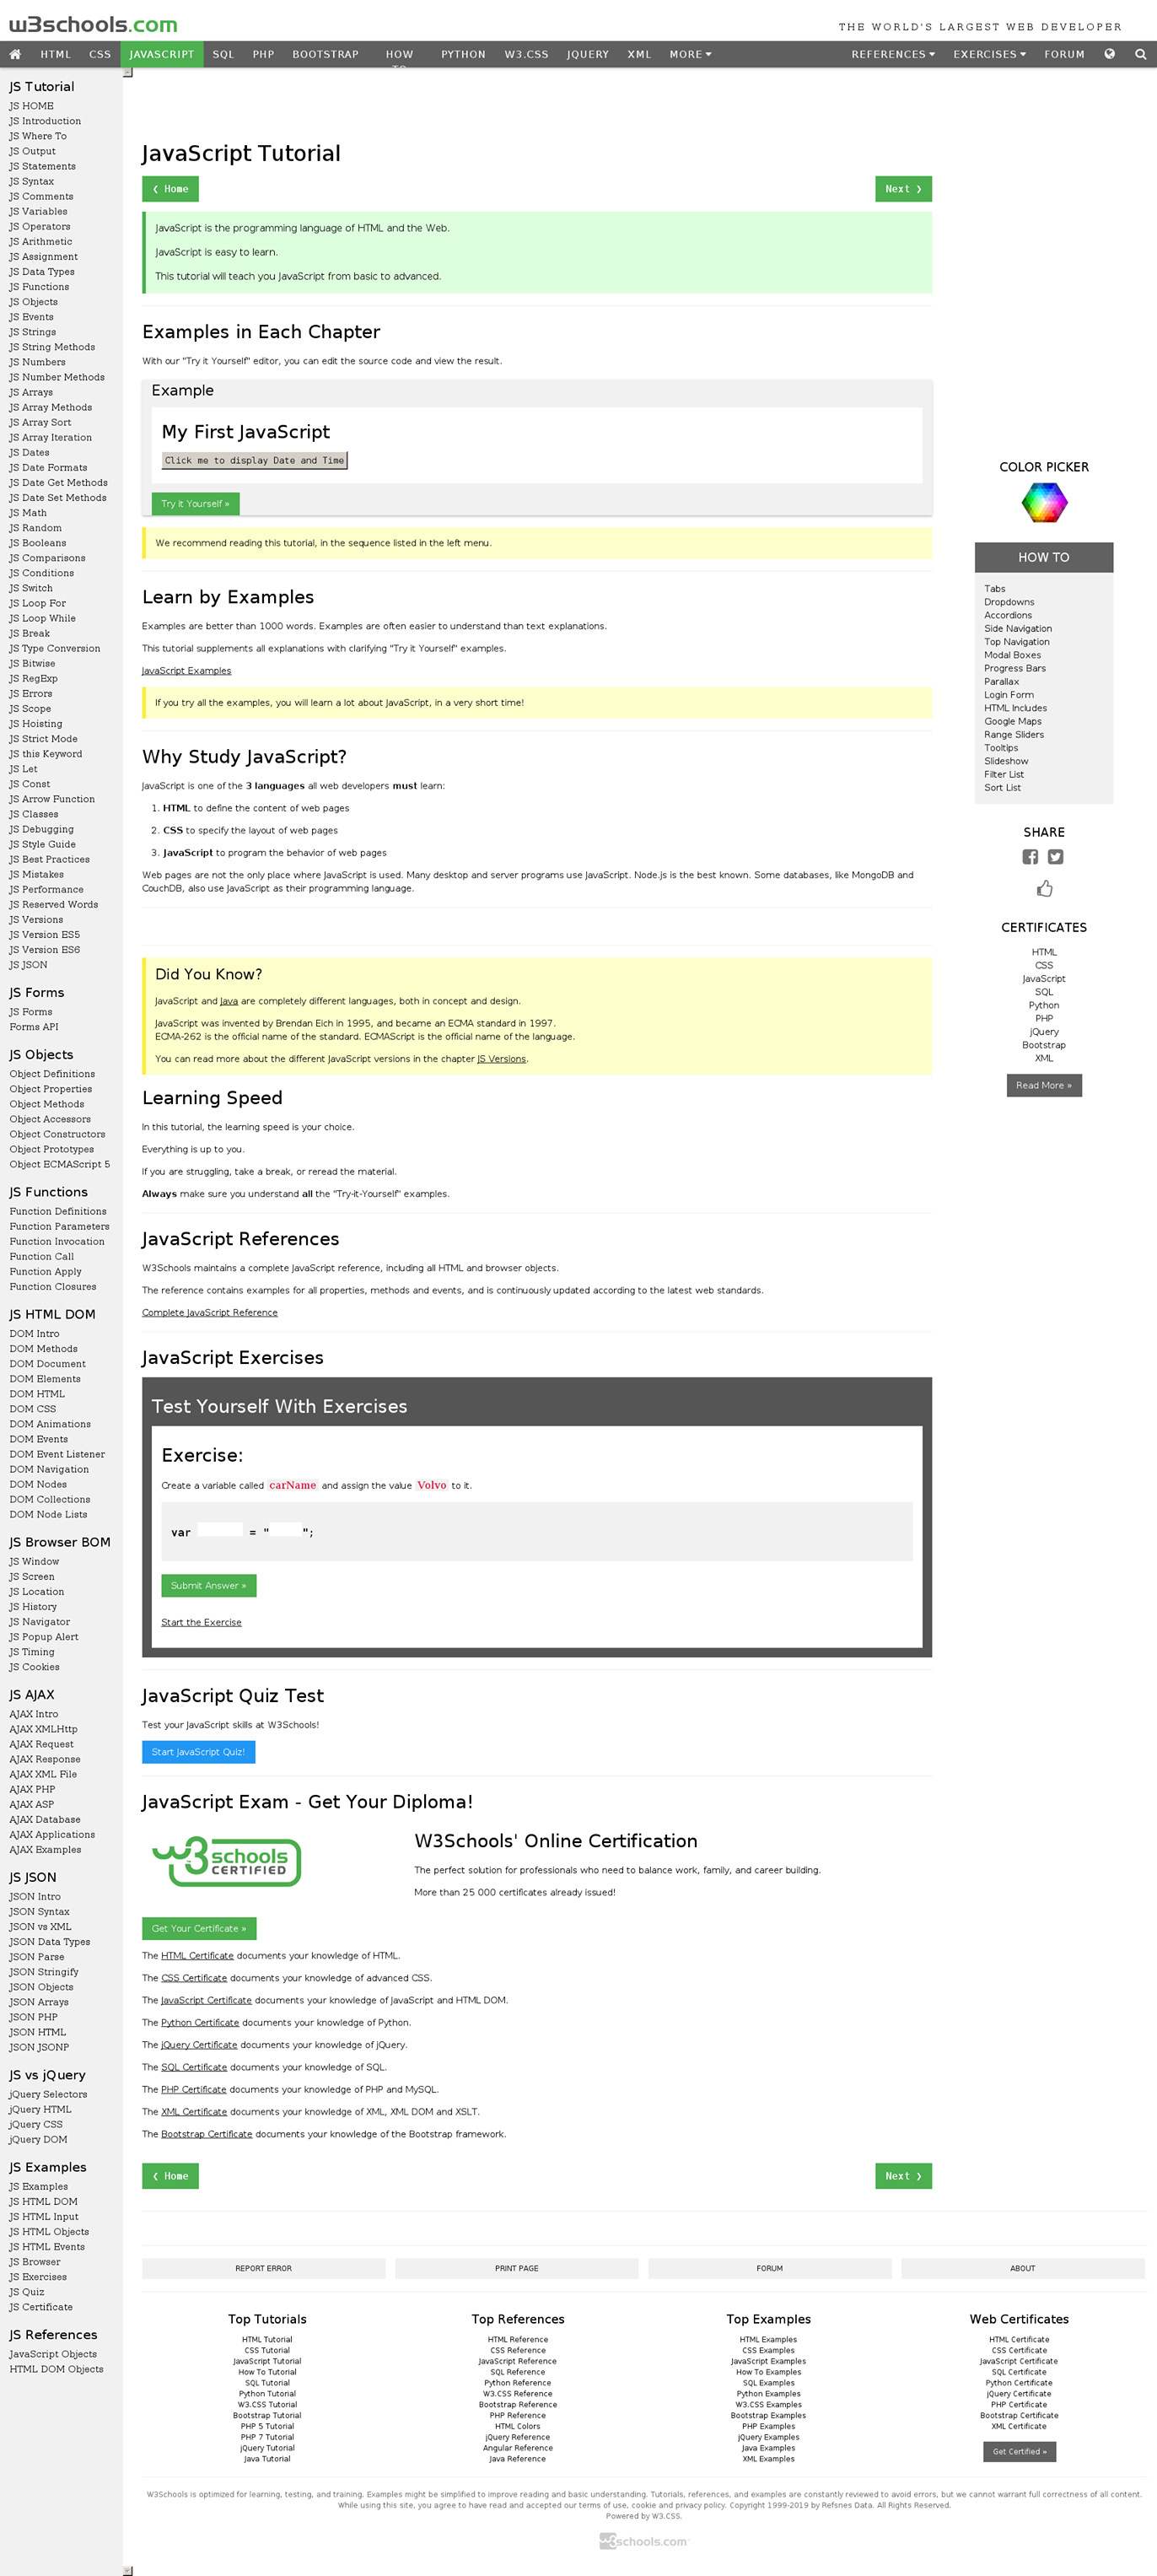 w3schools.com
THE WORLD'S LARGEST WEB DEVELOPER
HTML CSS JAVASCRIPT SQL PHP BOOTSTRAP HOW TO PYTHON W3.CSS JQUERY XML MORE REFERENCES EXERCISES FORUM
JS Tutorial
JS HOME
JS Introduction
JS Where To
JS Output
JS Statements
JS Syntax
JS Comments
JS Variables
JS Operators
JS Arithmetic
JS Assignment
JS Data Types
JS Functions
JS Objects
JS Events
JS Strings
JS String Methods
JS Numbers
JS Number Methods
JS Arrays
JS Array Methods
JS Array Sort
JS Array Iteration
JS Dates
JS Date Formats
JS Date Get Methods
JS Date Set Methods
JS Math
JS Random
JS Booleans
JS Comparisons
JS Conditions
JS Switch
JS Loop For
JS Loop While
JS Break
JS Type Conversion
JS Bitwise
JS RegExp
JS Errors
JS Scope
JS Hoisting
JS Strict Mode
JS this Keyword
JS Let
JS Const
JS Arrow Function
JS Classes
JS Debugging
JS Style Guide
JS Best Practices
JS Mistakes
JS Performance
JS Reserved Words
JS Versions
JS Version ES5
JS Version ES6
JS JSON
JS Forms
JS Forms
Forms API
JS Objects
Object Definitions
Object Properties
Object Methods
Object Accessors
Object Constructors
Object Prototypes
Object ECMAScript 5
JS Functions
Function Definitions
Function Parameters
Function Invocation
Function Call
Function Apply
Function Closures
JS HTML DOM
DOM Intro
DOM Methods
DOM Document
DOM Elements
DOM HTML
DOM CSS
DOM Animations
DOM Events
DOM Event Listener
DOM Navigation
DOM Nodes
DOM Collections
DOM Node Lists
JS Browser BOM
JS Window
JS Screen
JS Location
JS History
JS Navigator
JS Popup Alert
JS Timing
JS Cookies
JS AJAX
AJAX Intro
AJAX XMLHttp
AJAX Request
AJAX Response
AJAX XML File
AJAX PHP
AJAX ASP
AJAX Database
AJAX Applications
AJAX Examples
JS JSON
JSON Intro
JSON Syntax
JSON vs XML
JSON Data Types
JSON Parse
JSON Stringify
JSON Objects
JSON Arrays
JSON PHP
JSON HTML
JSON JSONP
JS vs jQuery
jQuery Selectors
jQuery HTML
jQuery CSS
jQuery DOM
JS Examples
JS Examples
JS HTML DOM
JS HTML Input
JS HTML Objects
JS HTML Events
JS Browser
JS Exercises
JS Quiz
JS Certificate
JS References
JavaScript Objects
HTML DOM Objects
JavaScript Tutorial
❮ Home
Next ❯
JavaScript is the programming language of HTML and the Web.
JavaScript is easy to learn.
This tutorial will teach you JavaScript from basic to advanced.
Examples in Each Chapter
With our "Try it Yourself" editor, you can edit the source code and view the result.
Example
My First JavaScript
Click me to display Date and Time
Try it Yourself »
We recommend reading this tutorial, in the sequence listed in the left menu.
Learn by Examples
Examples are better than 1000 words. Examples are often easier to understand than text explanations.
This tutorial supplements all explanations with clarifying "Try it Yourself" examples.
JavaScript Examples
If you try all the examples, you will learn a lot about JavaScript, in a very short time!
Why Study JavaScript?
JavaScript is one of the 3 languages all web developers must learn:
1. HTML to define the content of web pages
2. CSS to specify the layout of web pages
3. JavaScript to program the behavior of web pages
Web pages are not the only place where JavaScript is used. Many desktop and server programs use JavaScript. Node.js is the best known. Some databases, like MongoDB and
CouchDB, also use JavaScript as their programming language.
Did You Know?
JavaScript and Java are completely different languages, both in concept and design.
JavaScript was invented by Brendan Eich in 1995, and became an ECMA standard in 1997.
ECMA-262 is the official name of the standard. ECMAScript is the official name of the language.
You can read more about the different JavaScript versions in the chapter JS Versions.
Learning Speed
In this tutorial, the learning speed is your choice.
Everything is up to you.
If you are struggling, take a break, or reread the material.
Always make sure you understand all the "Try-it-Yourself" examples.
JavaScript References
W3Schools maintains a complete JavaScript reference, including all HTML and browser objects.
The reference contains examples for all properties, methods and events, and is continuously updated according to the latest web standards.
Complete JavaScript Reference
JavaScript Exercises
Test Yourself With Exercises
Exercise:
Create a variable called carName and assign the value Volvo to it.
var = " ";
Submit Answer »
Start the Exercise
JavaScript Quiz Test
Test your JavaScript skills at W3Schools!
Start JavaScript Quiz!
JavaScript Exam - Get Your Diploma!
w3schools CERTIFIED
W3Schools' Online Certification
The perfect solution for professionals who need to balance work, family, and career building.
More than 25 000 certificates already issued!
Get Your Certificate »
The HTML Certificate documents your knowledge of HTML.
The CSS Certificate documents your knowledge of advanced CSS.
The JavaScript Certificate documents your knowledge of JavaScript and HTML DOM.
The Python Certificate documents your knowledge of Python.
The jQuery Certificate documents your knowledge of jQuery.
The SQL Certificate documents your knowledge of SQL.
The PHP Certificate documents your knowledge of PHP and MySQL.
The XML Certificate documents your knowledge of XML, XML DOM and XSLT.
The Bootstrap Certificate documents your knowledge of the Bootstrap framework.
❮ Home
Next ❯
COLOR PICKER
HOW TO
Tabs
Dropdowns
Accordions
Side Navigation
Top Navigation
Modal Boxes
Progress Bars
Parallax
Login Form
HTML Includes
Google Maps
Range Sliders
Tooltips
Slideshow
Filter List
Sort List
SHARE
CERTIFICATES
HTML
CSS
JavaScript
SQL
Python
PHP
jQuery
Bootstrap
XML
Read More »
REPORT ERROR
PRINT PAGE
FORUM
ABOUT
Top Tutorials
HTML Tutorial
CSS Tutorial
JavaScript Tutorial
How To Tutorial
SQL Tutorial
Python Tutorial
W3.CSS Tutorial
Bootstrap Tutorial
PHP 5 Tutorial
PHP 7 Tutorial
jQuery Tutorial
Java Tutorial
Top References
HTML Reference
CSS Reference
JavaScript Reference
SQL Reference
Python Reference
W3.CSS Reference
Bootstrap Reference
PHP Reference
HTML Colors
jQuery Reference
Angular Reference
Java Reference
Top Examples
HTML Examples
CSS Examples
JavaScript Examples
How To Examples
SQL Examples
Python Examples
W3.CSS Examples
Bootstrap Examples
PHP Examples
jQuery Examples
Java Examples
XML Examples
Web Certificates
HTML Certificate
CSS Certificate
JavaScript Certificate
SQL Certificate
Python Certificate
jQuery Certificate
PHP Certificate
Bootstrap Certificate
XML Certificate
Get Certified »
W3Schools is optimized for learning, testing, and training. Examples might be simplified to improve reading and basic understanding. Tutorials, references, and examples are constantly reviewed to avoid errors, but we cannot warrant full correctness of all content.
While using this site, you agree to have read and accepted our terms of use, cookie and privacy policy. Copyright 1999-2019 by Refsnes Data. All Rights Reserved.
Powered by W3.CSS.
w3schools.com